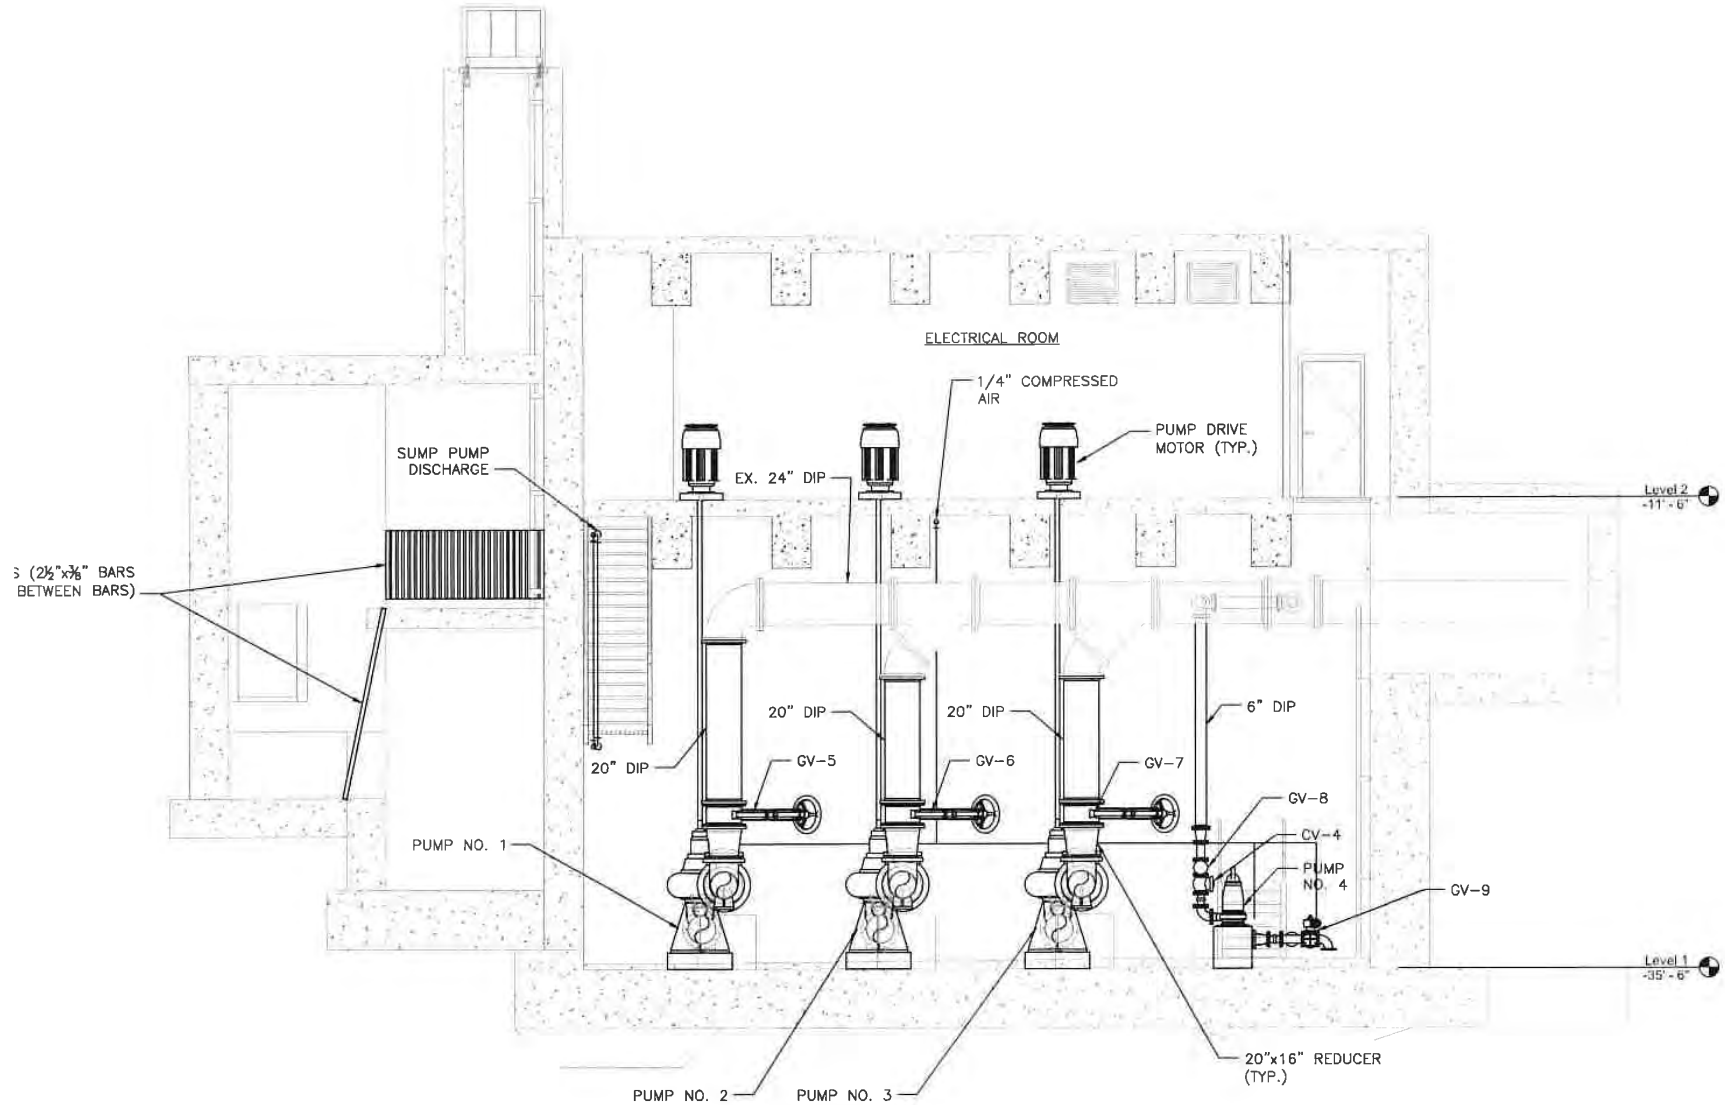 ELECTRICAL ROOM
1/4" COMPRESSED
AIR
PUMP DRIVE
MOTOR (TYP.)
SUMP PUMP
DISCHARGE
EX. 24" DIP
Level 2
-11' - 6"
S (2½"x⅜" BARS
BETWEEN BARS)
20" DIP
20" DIP
6" DIP
20" DIP
GV-5
GV-6
GV-7
GV-8
CV-4
PUMP NO. 1
PUMP
NO. 4
GV-9
Level 1
-35' - 6"
20"x16" REDUCER
(TYP.)
PUMP NO. 2
PUMP NO. 3